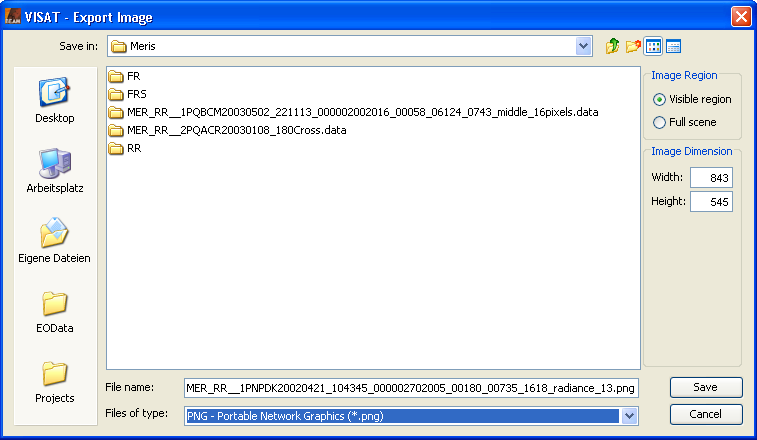 VISAT - Export Image
Save in: Meris
Desktop
Arbeitsplatz
Eigene Dateien
EOData
Projects
FR
FRS
MER_RR__1PQBCM20030502_221113_000002002016_00058_06124_0743_middle_16pixels.data
MER_RR__2PQACR20030108_180Cross.data
RR
Image Region
Visible region
Full scene
Image Dimension
Width: 843
Height: 545
File name: MER_RR__1PNPDK20020421_104345_000002702005_00180_00735_1618_radiance_13.png
Save
Files of type: PNG - Portable Network Graphics (*.png)
Cancel